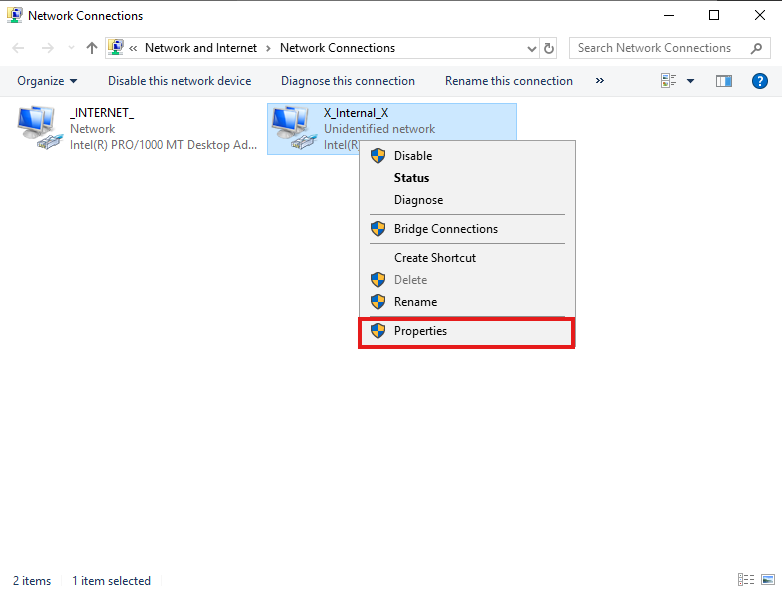 Network Connections
« Network and Internet › Network Connections
Search Network Connections
Organize
Disable this network device
Diagnose this connection
Rename this connection
»
?
_INTERNET_
Network
Intel(R) PRO/1000 MT Desktop Ad...
X_Internal_X
Unidentified network
Intel(R)
Disable
Status
Diagnose
Bridge Connections
Create Shortcut
Delete
Rename
Properties
2 items
1 item selected